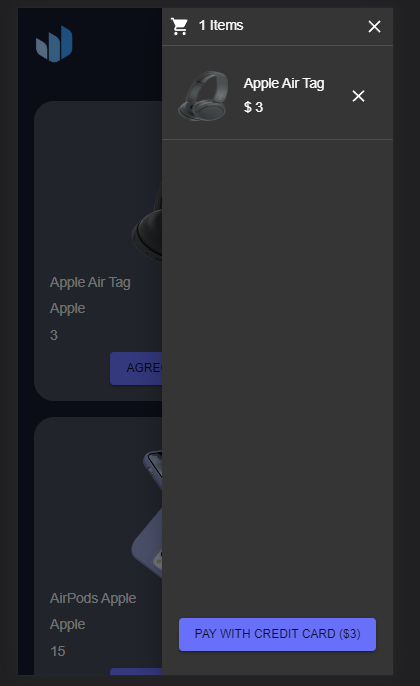 1 Items
Apple Air Tag
$ 3
Apple Air Tag
Apple
3
AGRE
AirPods Apple
Apple
15
PAY WITH CREDIT CARD ($3)